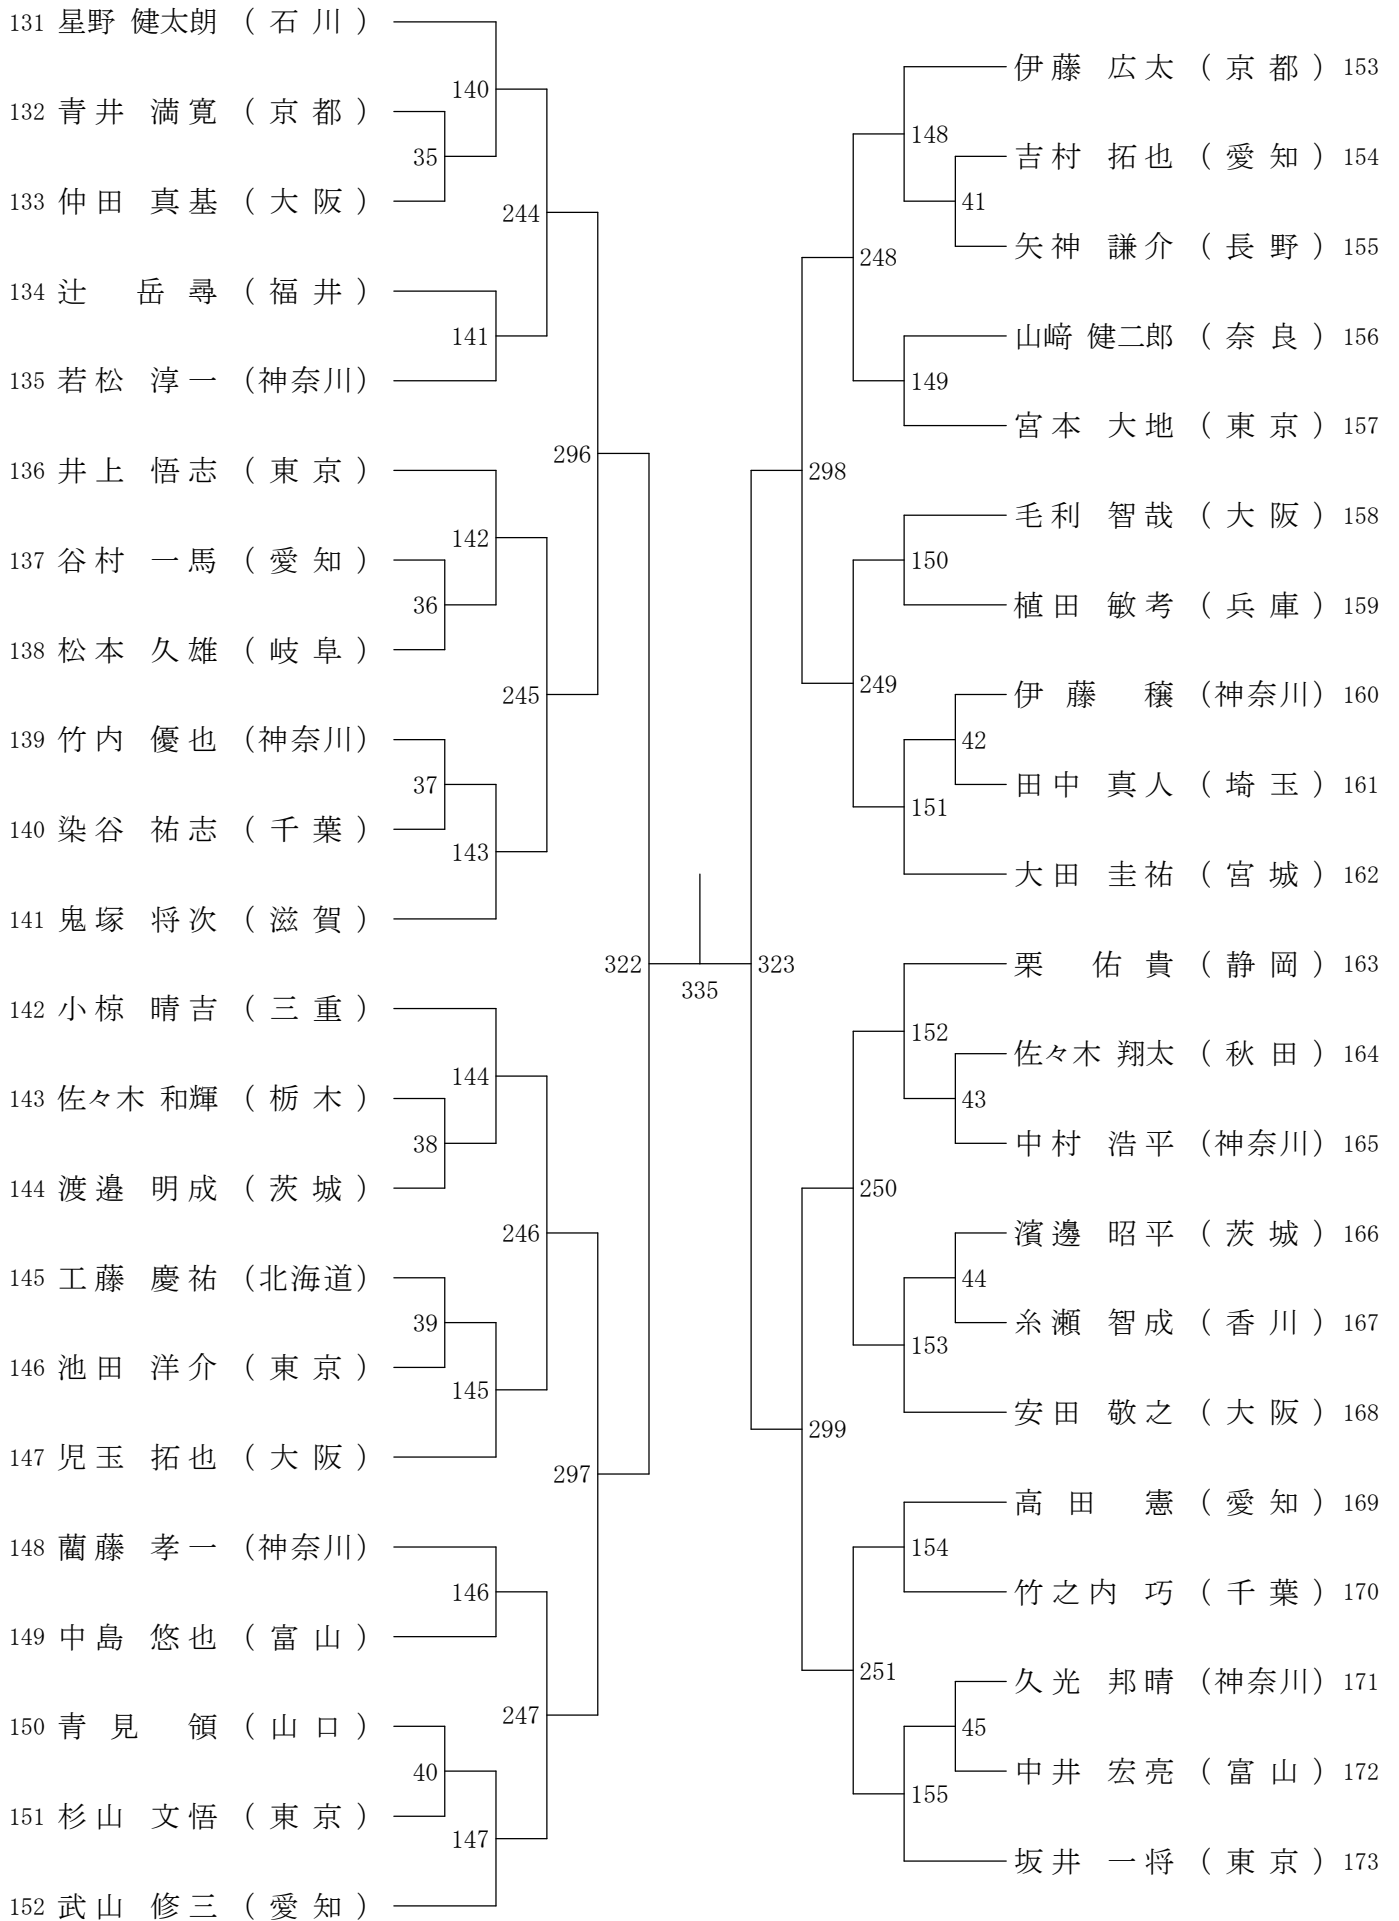 131 星野 健太朗 (石川)
132 青井 満寛 (京都)
133 仲田 真基 (大阪)
134 辻 岳尋 (福井)
135 若松 淳一 (神奈川)
136 井上 悟志 (東京)
137 谷村 一馬 (愛知)
138 松本 久雄 (岐阜)
139 竹内 優也 (神奈川)
140 染谷 祐志 (千葉)
141 鬼塚 将次 (滋賀)
142 小椋 晴吉 (三重)
143 佐々木 和輝 (栃木)
144 渡邉 明成 (茨城)
145 工藤 慶祐 (北海道)
146 池田 洋介 (東京)
147 児玉 拓也 (大阪)
148 藺藤 孝一 (神奈川)
149 中島 悠也 (富山)
150 青見 領 (山口)
151 杉山 文悟 (東京)
152 武山 修三 (愛知)
35
36
37
38
39
40
140
141
142
143
144
145
146
147
244
245
246
247
296
297
322
335
323
298
299
248
249
250
251
148
149
150
151
152
153
154
155
41
42
43
44
45
伊藤 広太 (京都) 153
吉村 拓也 (愛知) 154
矢神 謙介 (長野) 155
山﨑 健二郎 (奈良) 156
宮本 大地 (東京) 157
毛利 智哉 (大阪) 158
植田 敏考 (兵庫) 159
伊藤 穣 (神奈川) 160
田中 真人 (埼玉) 161
大田 圭祐 (宮城) 162
栗 佑貴 (静岡) 163
佐々木 翔太 (秋田) 164
中村 浩平 (神奈川) 165
濱邊 昭平 (茨城) 166
糸瀬 智成 (香川) 167
安田 敬之 (大阪) 168
高田 憲 (愛知) 169
竹之内 巧 (千葉) 170
久光 邦晴 (神奈川) 171
中井 宏亮 (富山) 172
坂井 一将 (東京) 173